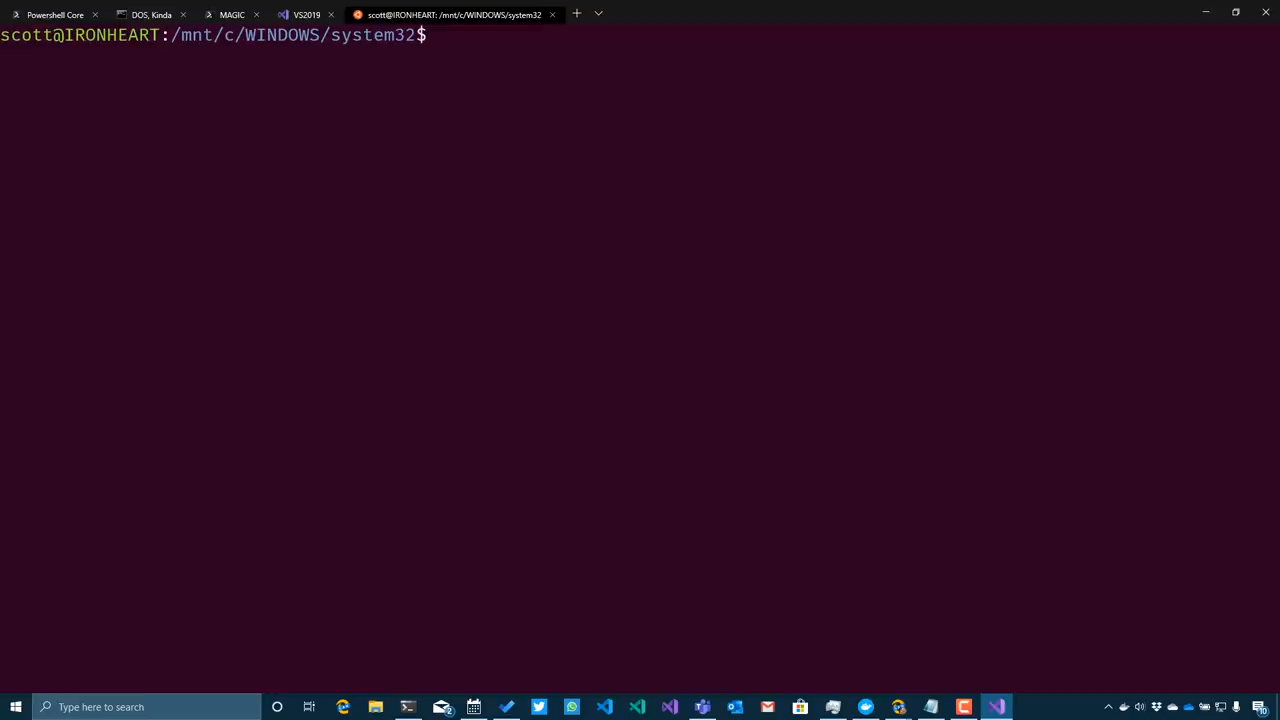 Powershell Core
DOS, Kinda
MAGIC
VS2019
scott@IRONHEART: /mnt/c/WINDOWS/system32
scott@IRONHEART:/mnt/c/WINDOWS/system32$
Type here to search
2